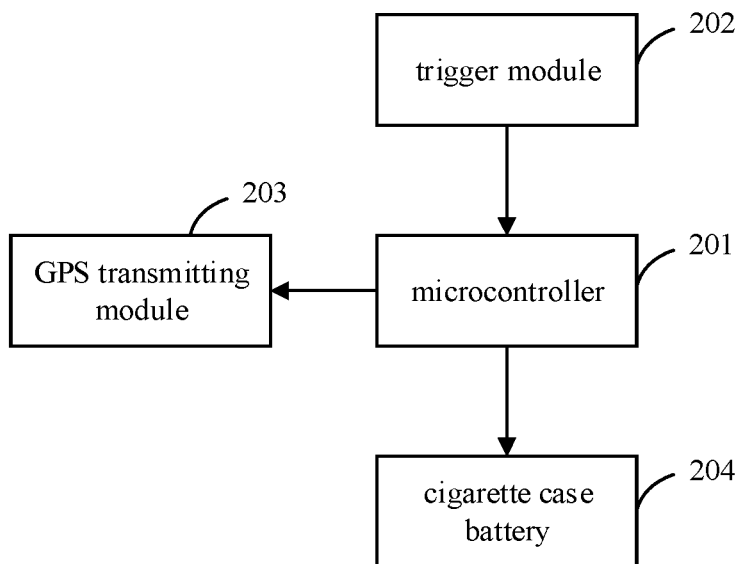 202
trigger module
203
GPS transmitting
module
201
microcontroller
204
cigarette case
battery